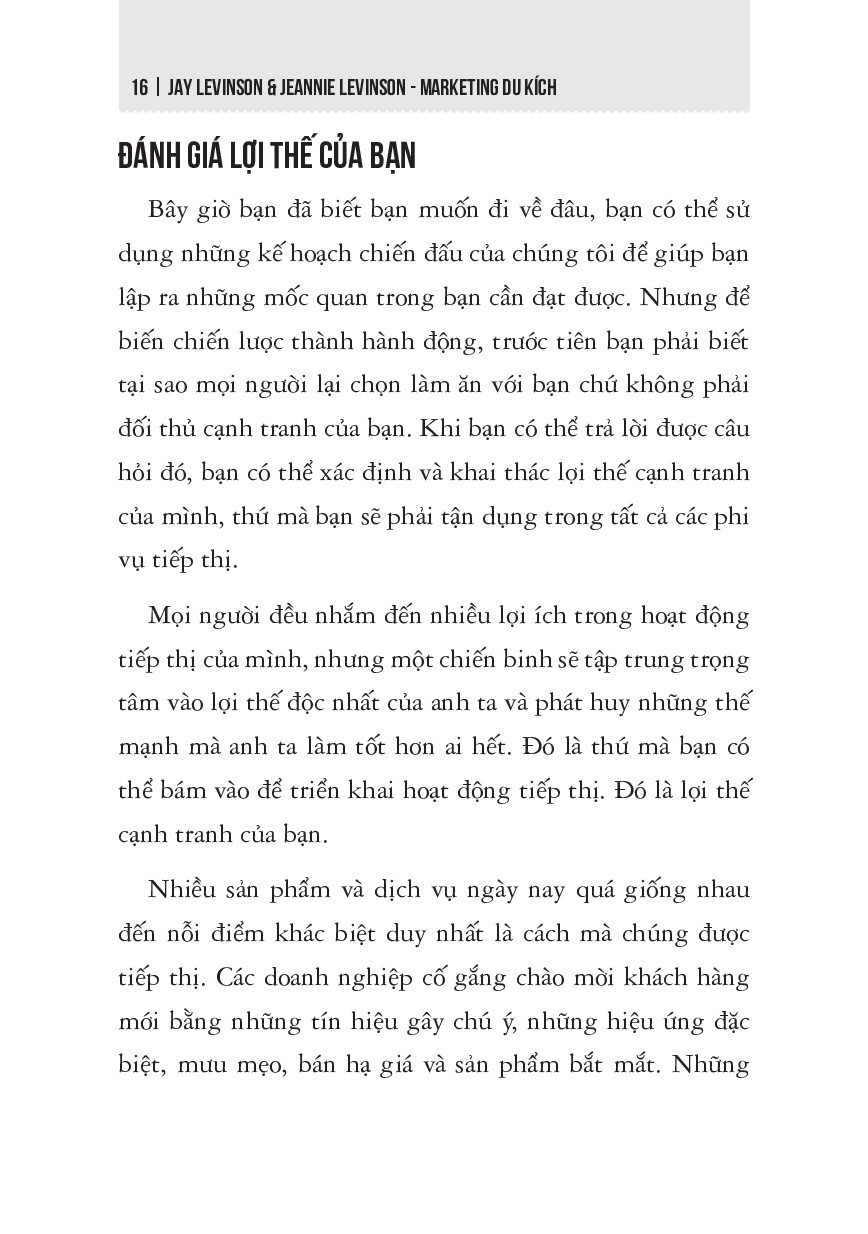 16 | JAY LEVINSON & JEANNIE LEVINSON - MARKETING DU KÍCH
ĐÁNH GIÁ LỢI THẾ CỦA BẠN
Bây giờ bạn đã biết bạn muốn đi về đâu, bạn có thể sử
dụng những kế hoạch chiến đấu của chúng tôi để giúp bạn
lập ra những mốc quan trong bạn cần đạt được. Nhưng để
biến chiến lược thành hành động, trước tiên bạn phải biết
tại sao mọi người lại chọn làm ăn với bạn chứ không phải
đối thủ cạnh tranh của bạn. Khi bạn có thể trả lời được câu
hỏi đó, bạn có thể xác định và khai thác lợi thế cạnh tranh
của mình, thứ mà bạn sẽ phải tận dụng trong tất cả các phi
vụ tiếp thị.
Mọi người đều nhắm đến nhiều lợi ích trong hoạt động
tiếp thị của mình, nhưng một chiến binh sẽ tập trung trọng
tâm vào lợi thế độc nhất của anh ta và phát huy những thế
mạnh mà anh ta làm tốt hơn ai hết. Đó là thứ mà bạn có
thể bám vào để triển khai hoạt động tiếp thị. Đó là lợi thế
cạnh tranh của bạn.
Nhiều sản phẩm và dịch vụ ngày nay quá giống nhau
đến nỗi điểm khác biệt duy nhất là cách mà chúng được
tiếp thị. Các doanh nghiệp cố gắng chào mời khách hàng
mới bằng những tín hiệu gây chú ý, những hiệu ứng đặc
biệt, mưu mẹo, bán hạ giá và sản phẩm bắt mắt. Những